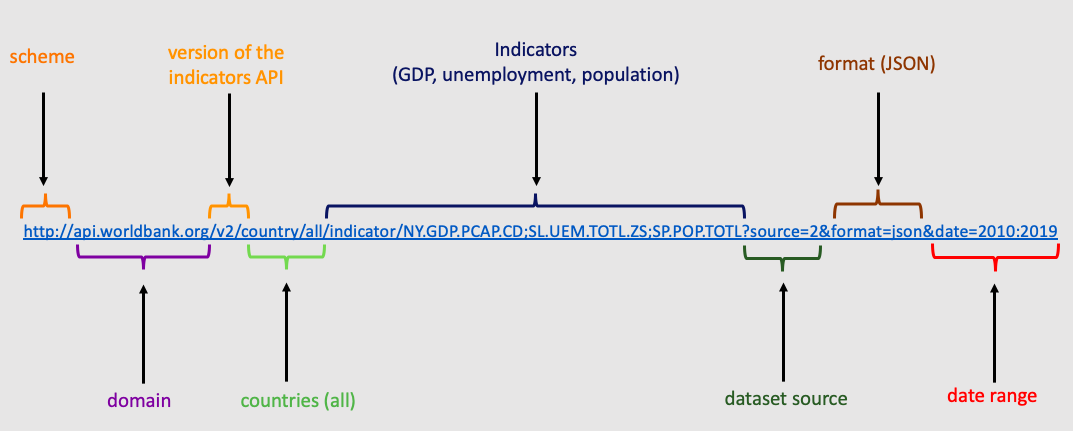 scheme
version of the
indicators API
Indicators
(GDP, unemployment, population)
format (JSON)
http://api.worldbank.org/v2/country/all/indicator/NY.GDP.PCAP.CD;SL.UEM.TOTL.ZS;SP.POP.TOTL?source=2&format=json&date=2010:2019
domain
countries (all)
dataset source
date range